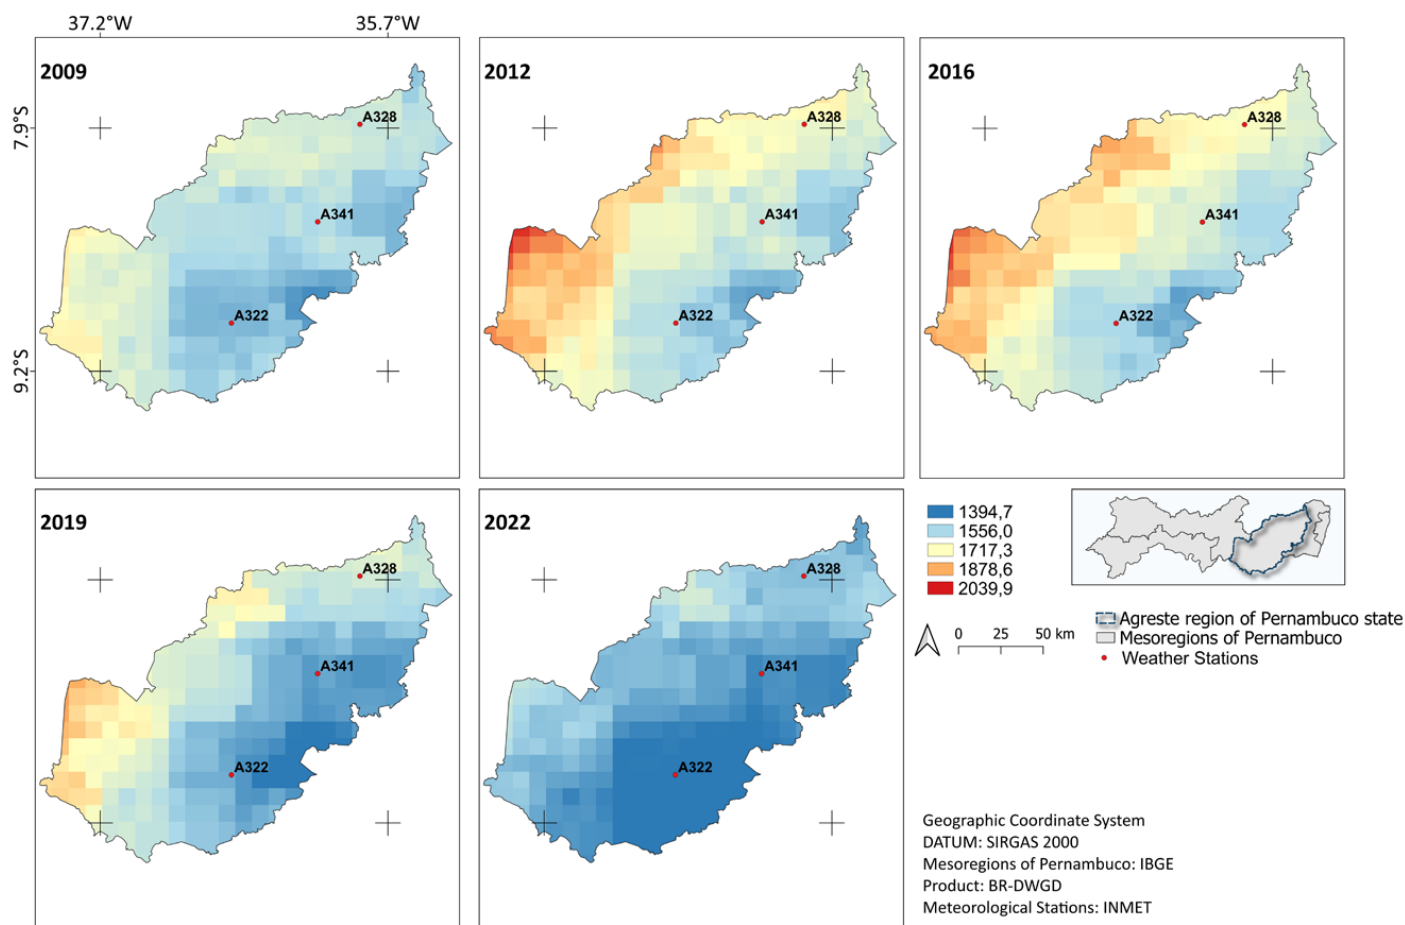 37.2°W
35.7°W
2009
2012
2016
7.9°S
9.2°S
A328
A341
A322
A328
A341
A322
A328
A341
A322
2019
2022
A328
A341
A322
A328
A341
A322
1394,7
1556,0
1717,3
1878,6
2039,9
0 25 50 km
Agreste region of Pernambuco state
Mesoregions of Pernambuco
Weather Stations
Geographic Coordinate System
DATUM: SIRGAS 2000
Mesoregions of Pernambuco: IBGE
Product: BR-DWGD
Meteorological Stations: INMET